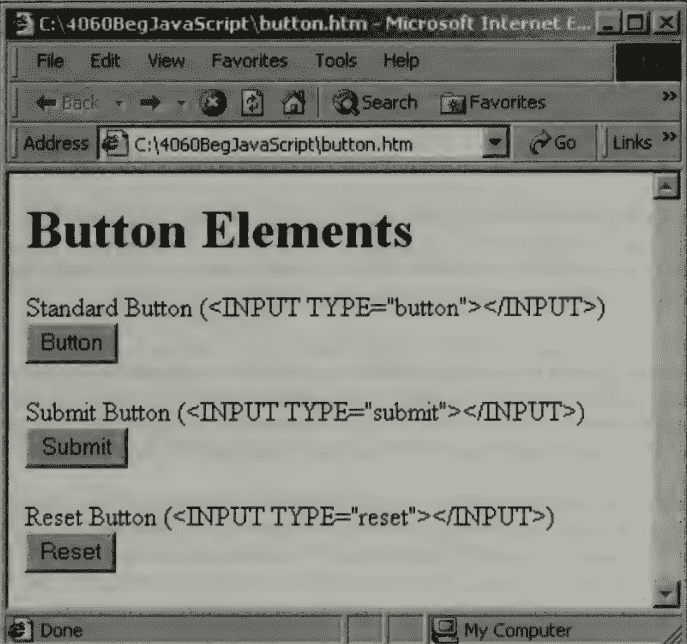 C:\4060BegJavaScript\button.htm - Microsoft Internet E...
File Edit View Favorites Tools Help
Back Search Favorites »
Address C:\4060BegJavaScript\button.htm Go Links »
Button Elements
Standard Button (<INPUT TYPE="button"></INPUT>)
Button
Submit Button (<INPUT TYPE="submit"></INPUT>)
Submit
Reset Button (<INPUT TYPE="reset"></INPUT>)
Reset
Done My Computer